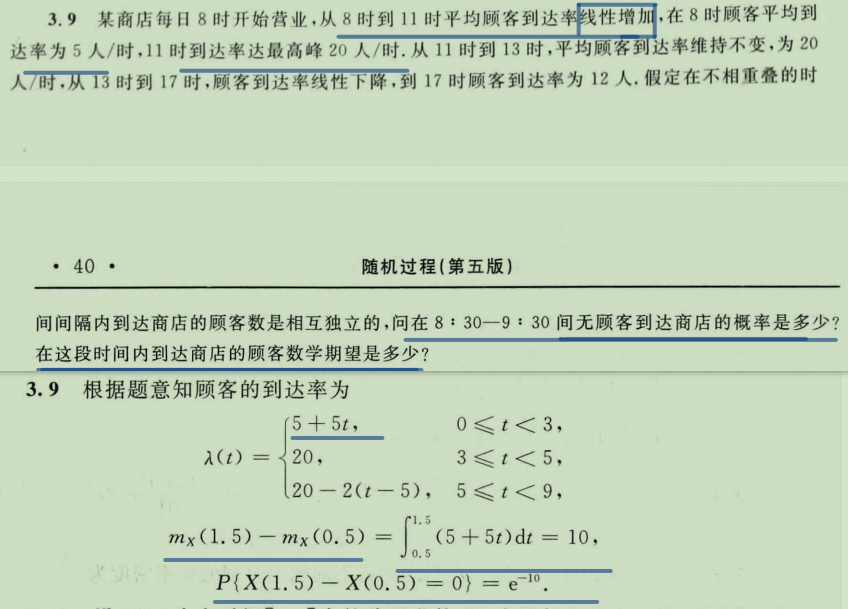 3.9 某商店每日 8 时开始营业,从 8 时到 11 时平均顾客到达率线性增加,在 8 时顾客平均到
达率为 5 人/时,11 时到达率达最高峰 20 人/时.从 11 时到 13 时,平均顾客到达率维持不变,为 20
人/时,从 13 时到 17 时,顾客到达率线性下降,到 17 时顾客到达率为 12 人.假定在不相重叠的时
· 40 · 随机过程(第五版)
间间隔内到达商店的顾客数是相互独立的,问在 8:30—9:30 间无顾客到达商店的概率是多少?
在这段时间内到达商店的顾客数学期望是多少?
3.9 根据题意知顾客的到达率为
λ(t) = { 5+5t, 0≤t<3,
20, 3≤t<5,
20-2(t-5), 5≤t<9,
m_X(1.5)-m_X(0.5) = ∫_{0.5}^{1.5} (5+5t)dt = 10,
P{X(1.5)-X(0.5)=0} = e^{-10}.